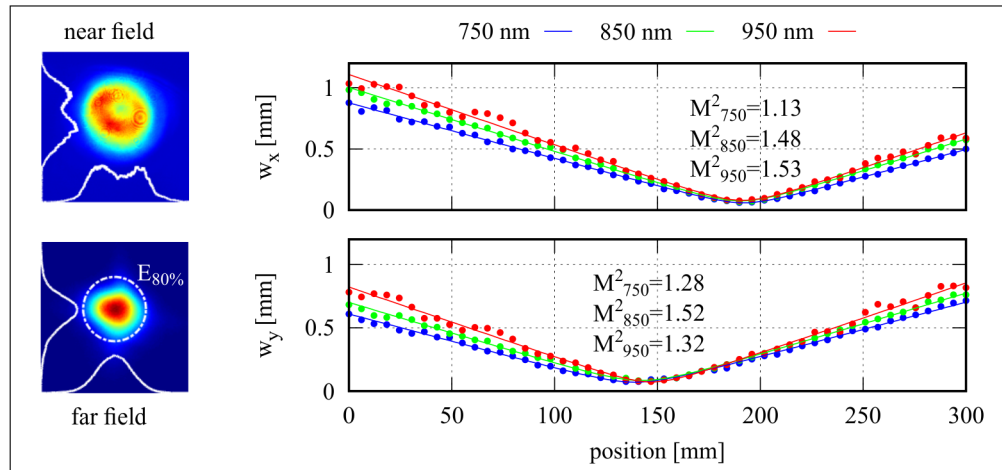 near field
E80%
far field
750 nm 850 nm 950 nm
w_x [mm]
1
0.5
0
M²750=1.13
M²850=1.48
M²950=1.53
w_y [mm]
1
0.5
0
M²750=1.28
M²850=1.52
M²950=1.32
0 50 100 150 200 250 300
position [mm]